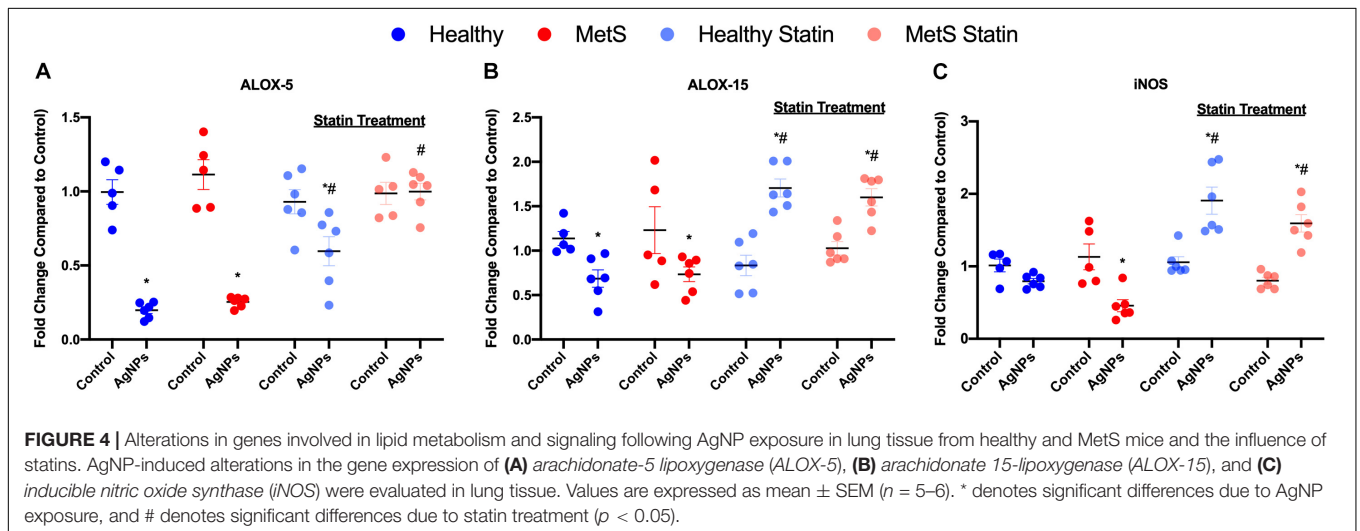 Healthy MetS Healthy Statin MetS Statin
A
ALOX-5
Statin Treatment
Fold Change Compared to Control)
1.5
1.0
0.5
0.0
* * *# #
Control AgNPs Control AgNPs Control AgNPs Control AgNPs
B
ALOX-15
Statin Treatment
Fold Change Compared to Control)
2.5
2.0
1.5
1.0
0.5
0.0
* * *# *#
Control AgNPs Control AgNPs Control AgNPs Control AgNPs
C
iNOS
Statin Treatment
Fold Change Compared to Control)
3
2
1
0
* *# *#
Control AgNPs Control AgNPs Control AgNPs Control AgNPs
FIGURE 4 | Alterations in genes involved in lipid metabolism and signaling following AgNP exposure in lung tissue from healthy and MetS mice and the influence of
statins. AgNP-induced alterations in the gene expression of (A) arachidonate-5 lipoxygenase (ALOX-5), (B) arachidonate 15-lipoxygenase (ALOX-15), and (C)
inducible nitric oxide synthase (iNOS) were evaluated in lung tissue. Values are expressed as mean ± SEM (n = 5–6). * denotes significant differences due to AgNP
exposure, and # denotes significant differences due to statin treatment (p < 0.05).